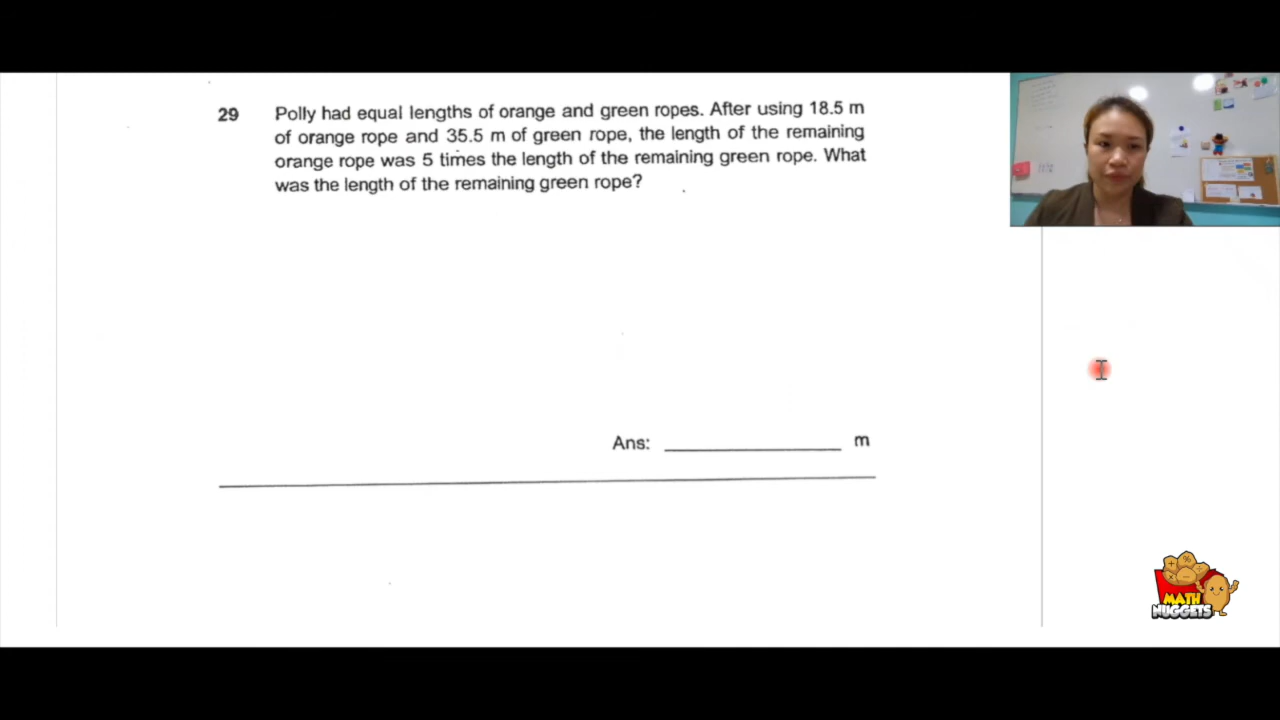 29 Polly had equal lengths of orange and green ropes. After using 18.5 m
of orange rope and 35.5 m of green rope, the length of the remaining
orange rope was 5 times the length of the remaining green rope. What
was the length of the remaining green rope?
Ans: ____________ m
MATH
NUGGETS